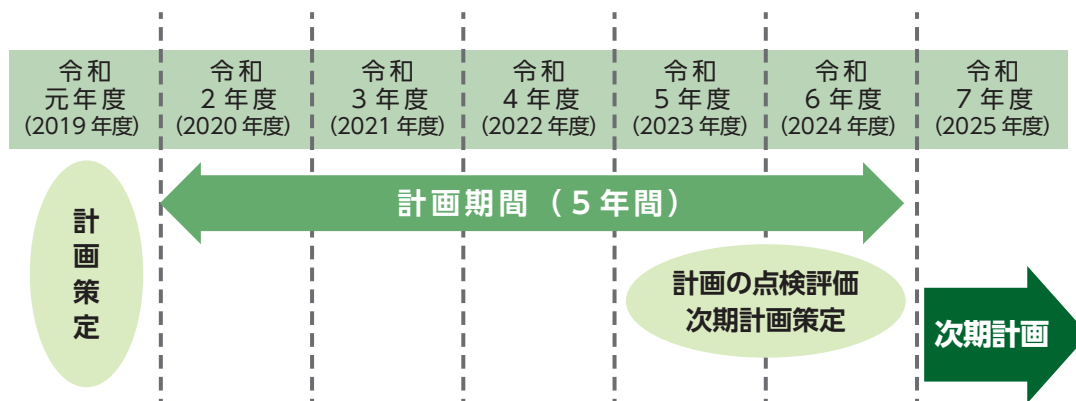 令和
元年度
(2019 年度)
令和
2 年度
(2020 年度)
令和
3 年度
(2021 年度)
令和
4 年度
(2022 年度)
令和
5 年度
(2023 年度)
令和
6 年度
(2024 年度)
令和
7 年度
(2025 年度)
計画策定
計画期間（5 年間）
計画の点検評価
次期計画策定
次期計画